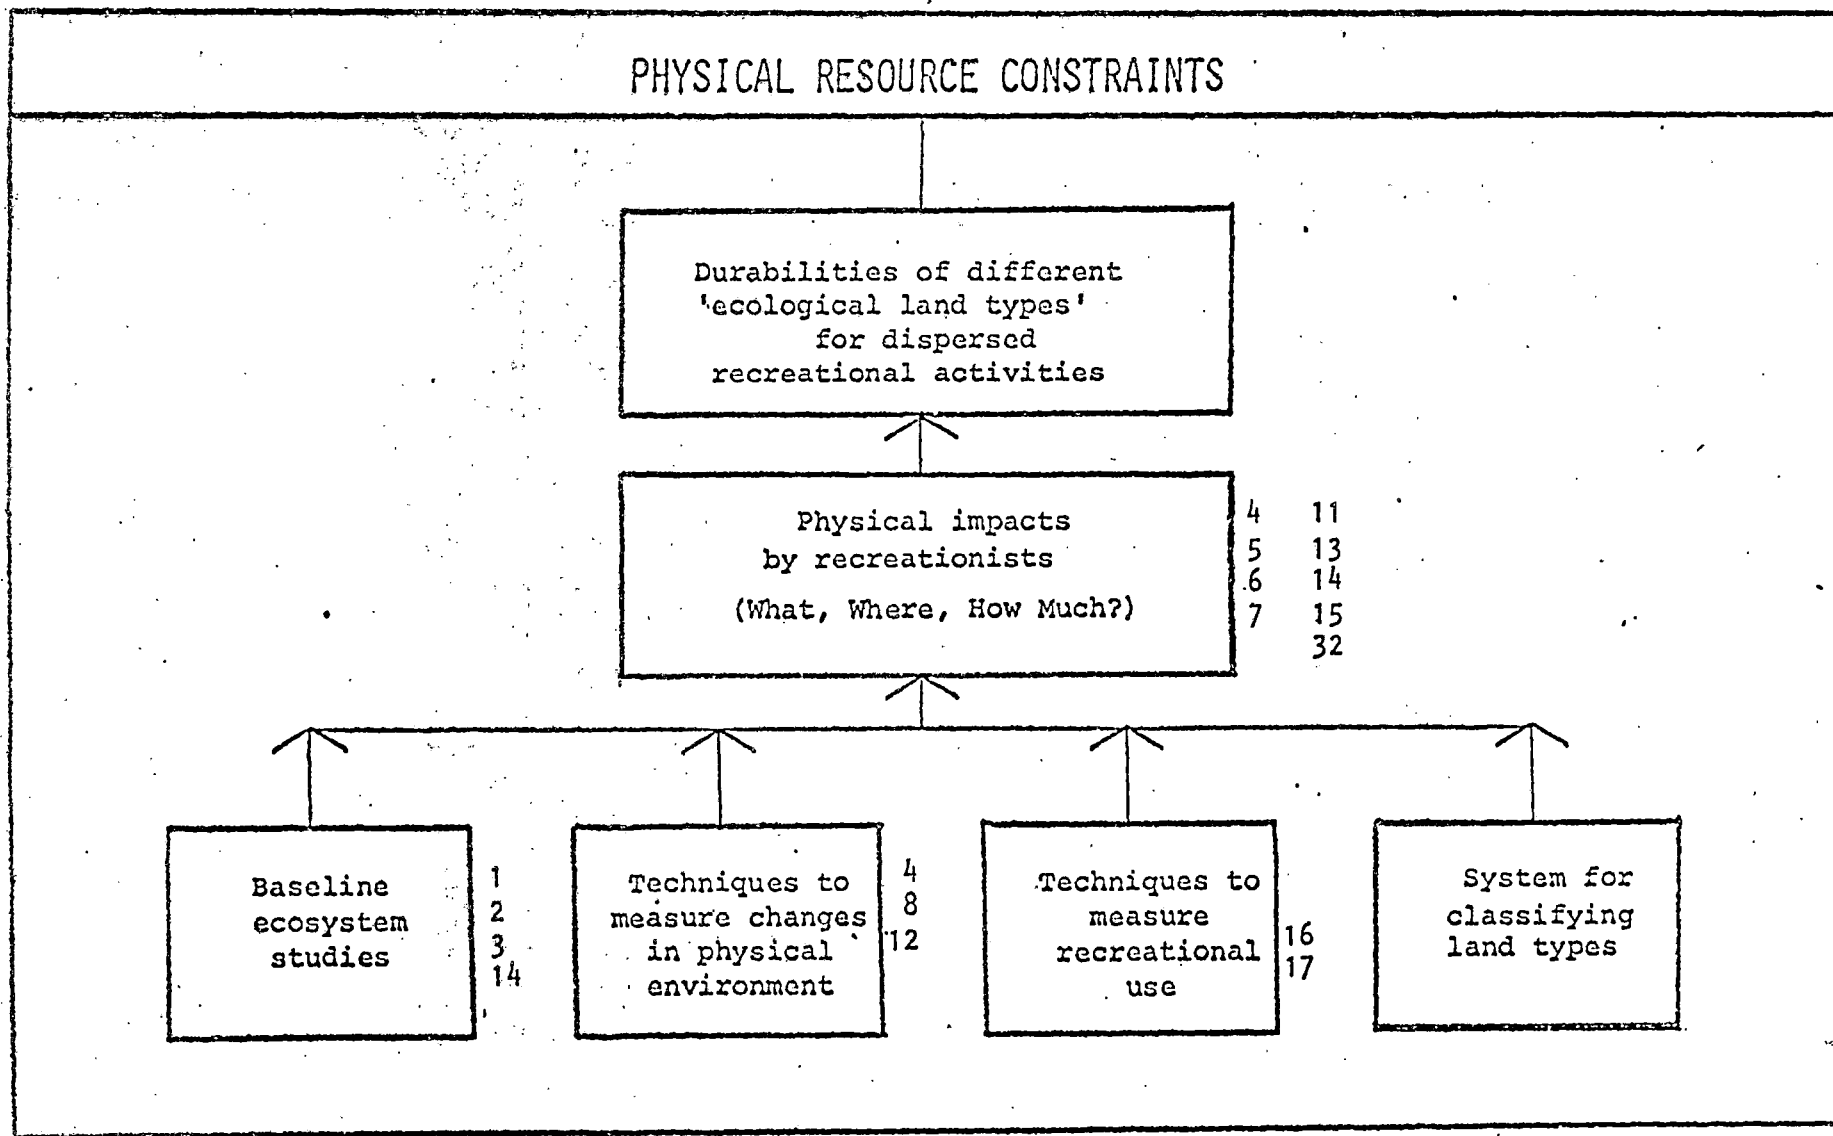 PHYSICAL RESOURCE CONSTRAINTS
Durabilities of different
'ecological land types'
for dispersed
recreational activities
Physical impacts
by recreationists
(What, Where, How Much?)
4 11
5 13
6 14
7 15
32
Baseline
ecosystem
studies
1
2
3
14
Techniques to
measure changes
in physical
environment
4
8
12
Techniques to
measure
recreational
use
16
17
System for
classifying
land types